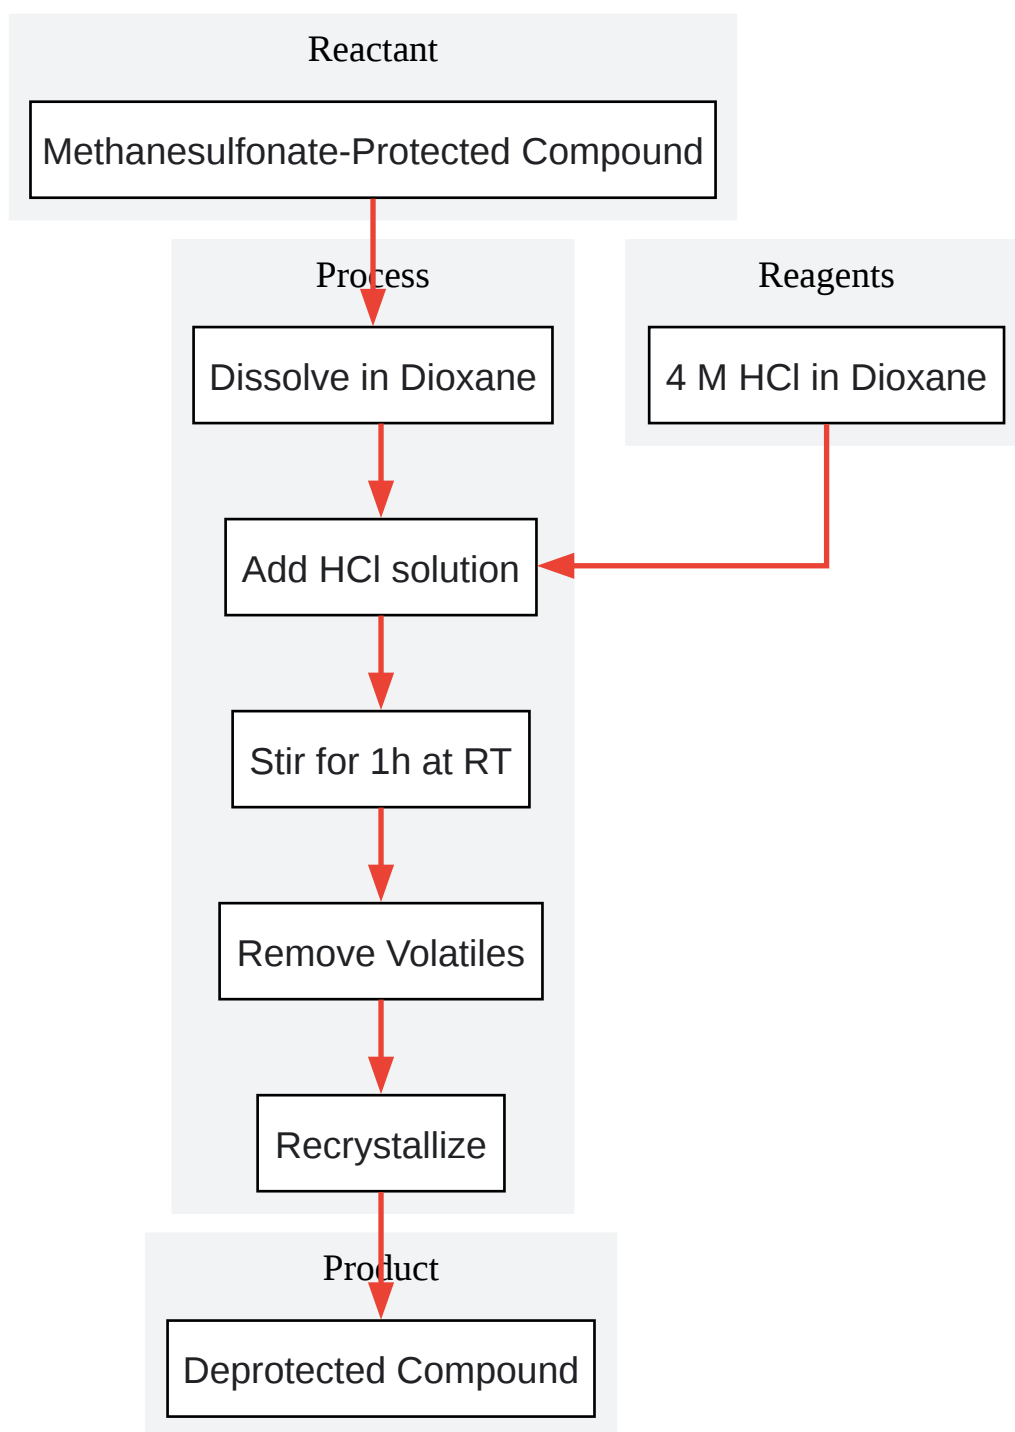 Reactant
Methanesulfonate-Protected Compound
Process
Reagents
Dissolve in Dioxane
4 M HCl in Dioxane
Add HCl solution
Stir for 1h at RT
Remove Volatiles
Recrystallize
Product
Deprotected Compound